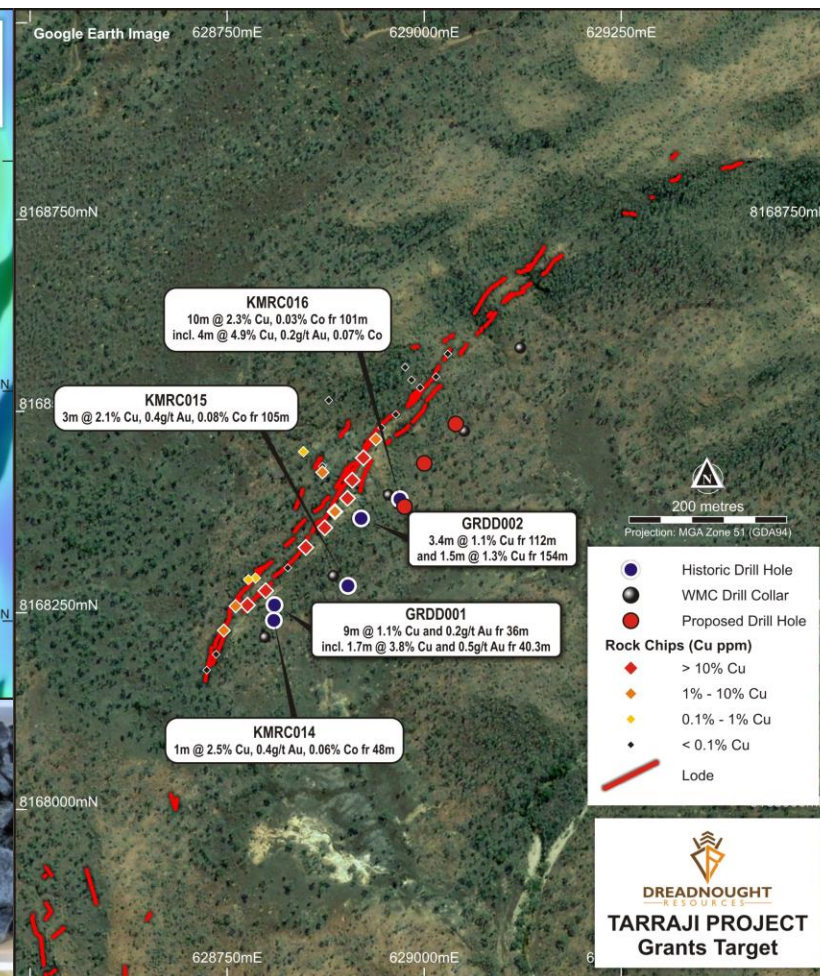 Google Earth Image
628750mE
629000mE
629250mE
8168750mN
8168750mN
KMRC016
10m @ 2.3% Cu, 0.03% Co fr 101m
incl. 4m @ 4.9% Cu, 0.2g/t Au, 0.07% Co
N
KMRC015
3m @ 2.1% Cu, 0.4g/t Au, 0.08% Co fr 105m
N
200 metres
Projection: MGA Zone 51 (GDA94)
GRDD002
3.4m @ 1.1% Cu fr 112m
and 1.5m @ 1.3% Cu fr 154m
Historic Drill Hole
WMC Drill Collar
Proposed Drill Hole
Rock Chips (Cu ppm)
> 10% Cu
1% - 10% Cu
0.1% - 1% Cu
< 0.1% Cu
Lode
N
8168250mN
GRDD001
9m @ 1.1% Cu and 0.2g/t Au fr 36m
incl. 1.7m @ 3.8% Cu and 0.5g/t Au fr 40.3m
KMRC014
1m @ 2.5% Cu, 0.4g/t Au, 0.06% Co fr 48m
8168000mN
DREADNOUGHT
RESOURCES
TARRAJI PROJECT
Grants Target
628750mE
629000mE